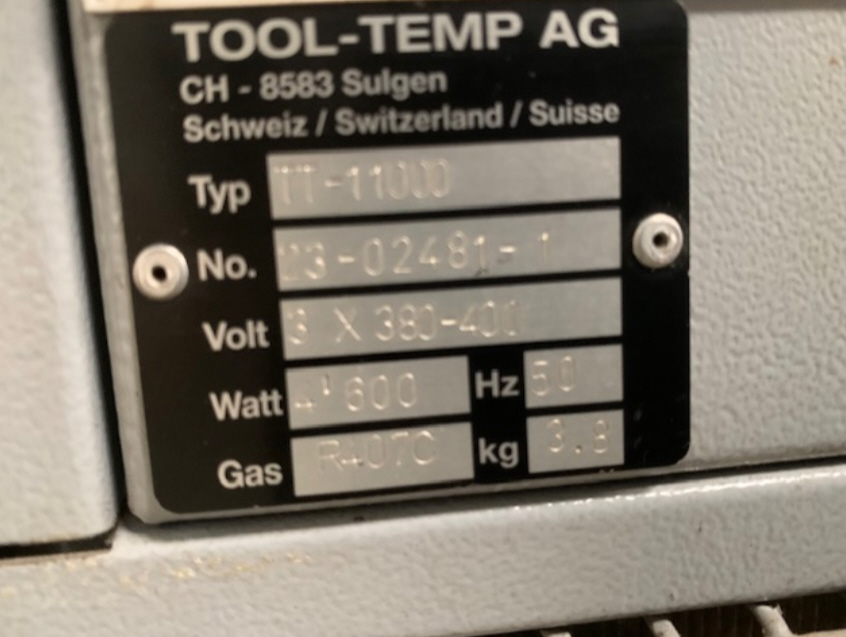 TOOL-TEMP AG
CH - 8583 Sulgen
Schweiz / Switzerland / Suisse
Typ TT-11000
No. 23-02481-1
Volt 3 X 380-400
Watt 4'600 Hz 50
Gas R407C kg 3.8